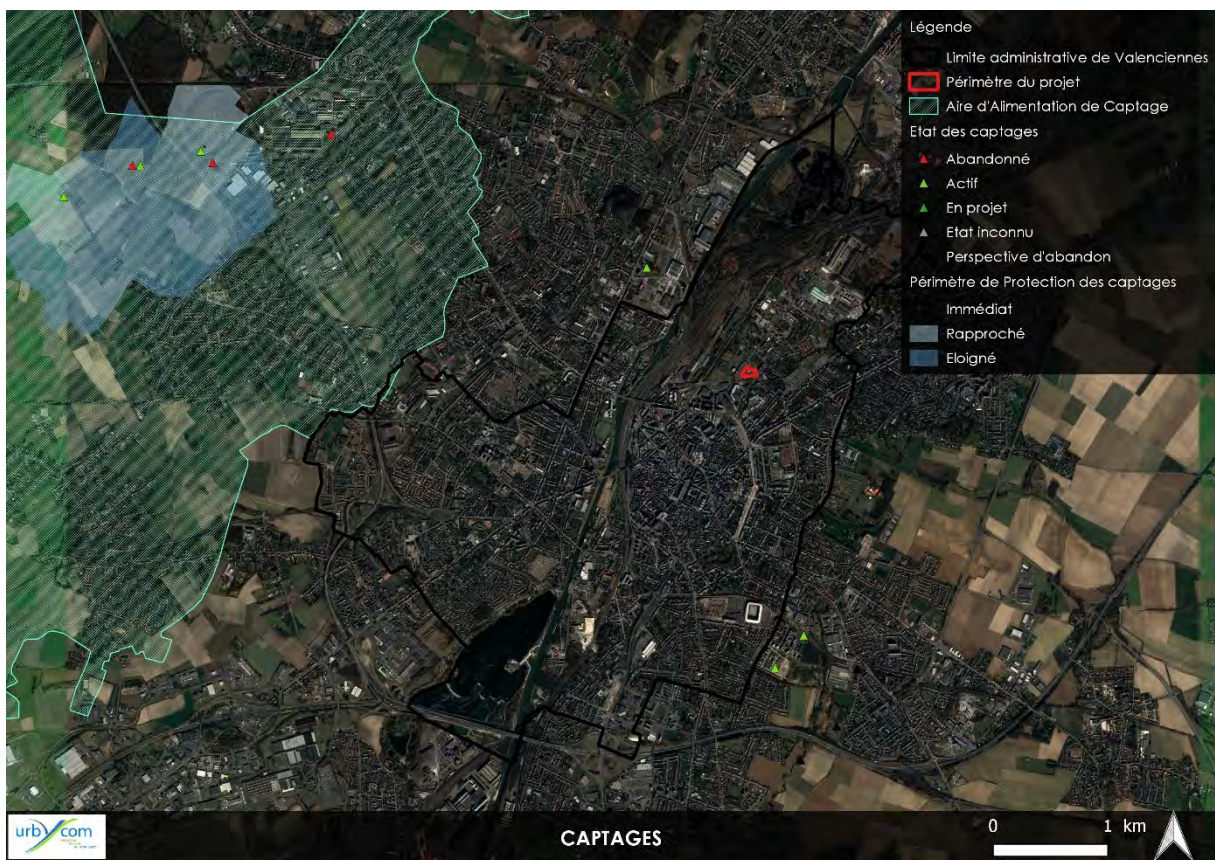 Légende
Limite administrative de Valenciennes
Périmètre du projet
Aire d'Alimentation de Captage
Etat des captages
Abandonné
Actif
En projet
Etat inconnu
Perspective d'abandon
Périmètre de Protection des captages
Immédiat
Rapproché
Eloigné
urbycom
CAPTAGES
0 1 km